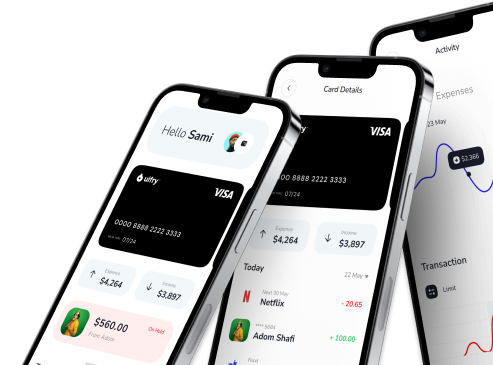 Hello Sami
uifry
VISA
0000 8888 2222 3333
07/24
Expense
$4,264
Income
$3,897
$560.00
From Adom
On Hold
Card Details
VISA
8888 2222 3333
07/24
Expense
$4,264
Income
$3,897
Today
22 May
Next 30 May
Netflix
- 20.65
**** 5684
Adom Shafi
+ 100.00
Activity
Expenses
23 May
$2,366
Transaction
Limit